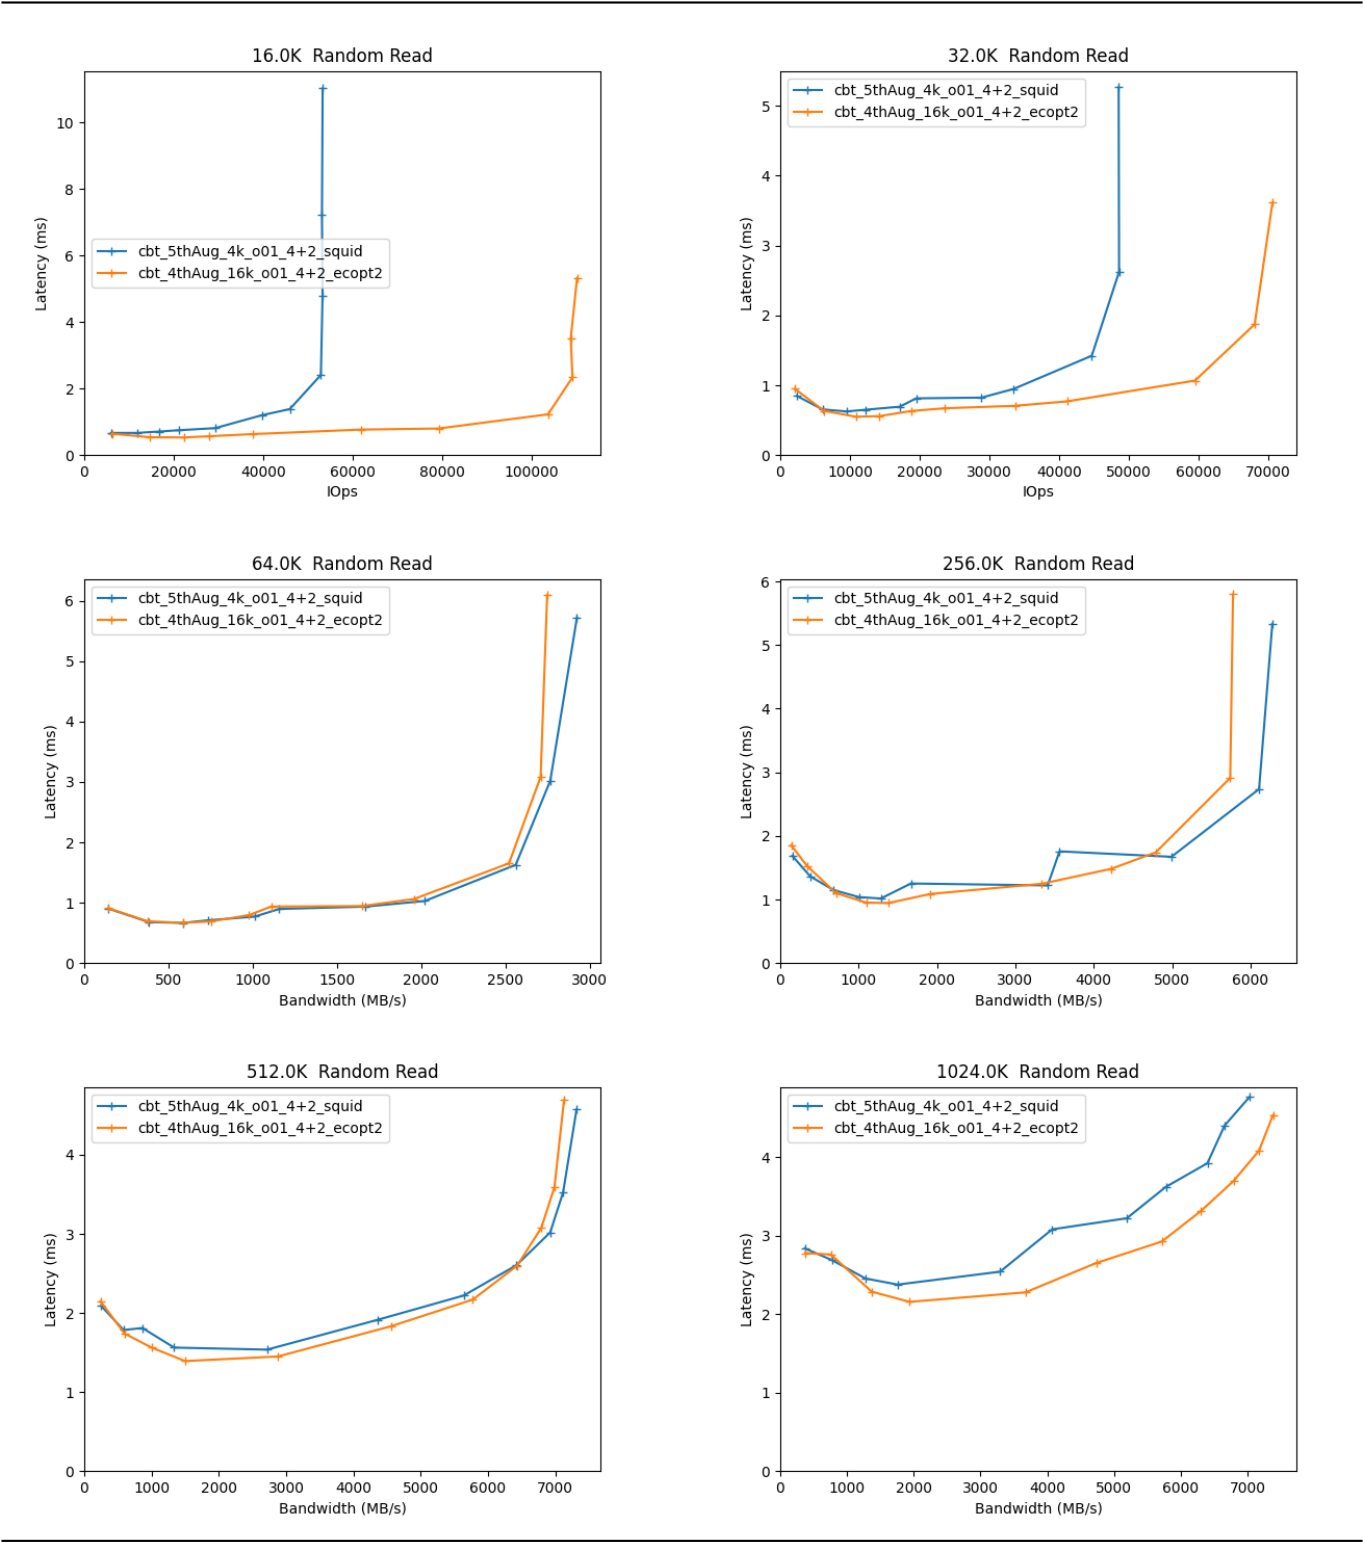 16.0K  Random Read
Latency (ms)
10
8
6
4
2
0
cbt_5thAug_4k_o01_4+2_squid
cbt_4thAug_16k_o01_4+2_ecopt2
0 20000 40000 60000 80000 100000
IOps
32.0K  Random Read
Latency (ms)
5
4
3
2
1
0
cbt_5thAug_4k_o01_4+2_squid
cbt_4thAug_16k_o01_4+2_ecopt2
0 10000 20000 30000 40000 50000 60000 70000
IOps
64.0K  Random Read
Latency (ms)
6
5
4
3
2
1
0
cbt_5thAug_4k_o01_4+2_squid
cbt_4thAug_16k_o01_4+2_ecopt2
0 500 1000 1500 2000 2500 3000
Bandwidth (MB/s)
256.0K  Random Read
Latency (ms)
6
5
4
3
2
1
0
cbt_5thAug_4k_o01_4+2_squid
cbt_4thAug_16k_o01_4+2_ecopt2
0 1000 2000 3000 4000 5000 6000
Bandwidth (MB/s)
512.0K  Random Read
Latency (ms)
4
3
2
1
0
cbt_5thAug_4k_o01_4+2_squid
cbt_4thAug_16k_o01_4+2_ecopt2
0 1000 2000 3000 4000 5000 6000 7000
Bandwidth (MB/s)
1024.0K  Random Read
Latency (ms)
4
3
2
1
0
cbt_5thAug_4k_o01_4+2_squid
cbt_4thAug_16k_o01_4+2_ecopt2
0 1000 2000 3000 4000 5000 6000 7000
Bandwidth (MB/s)